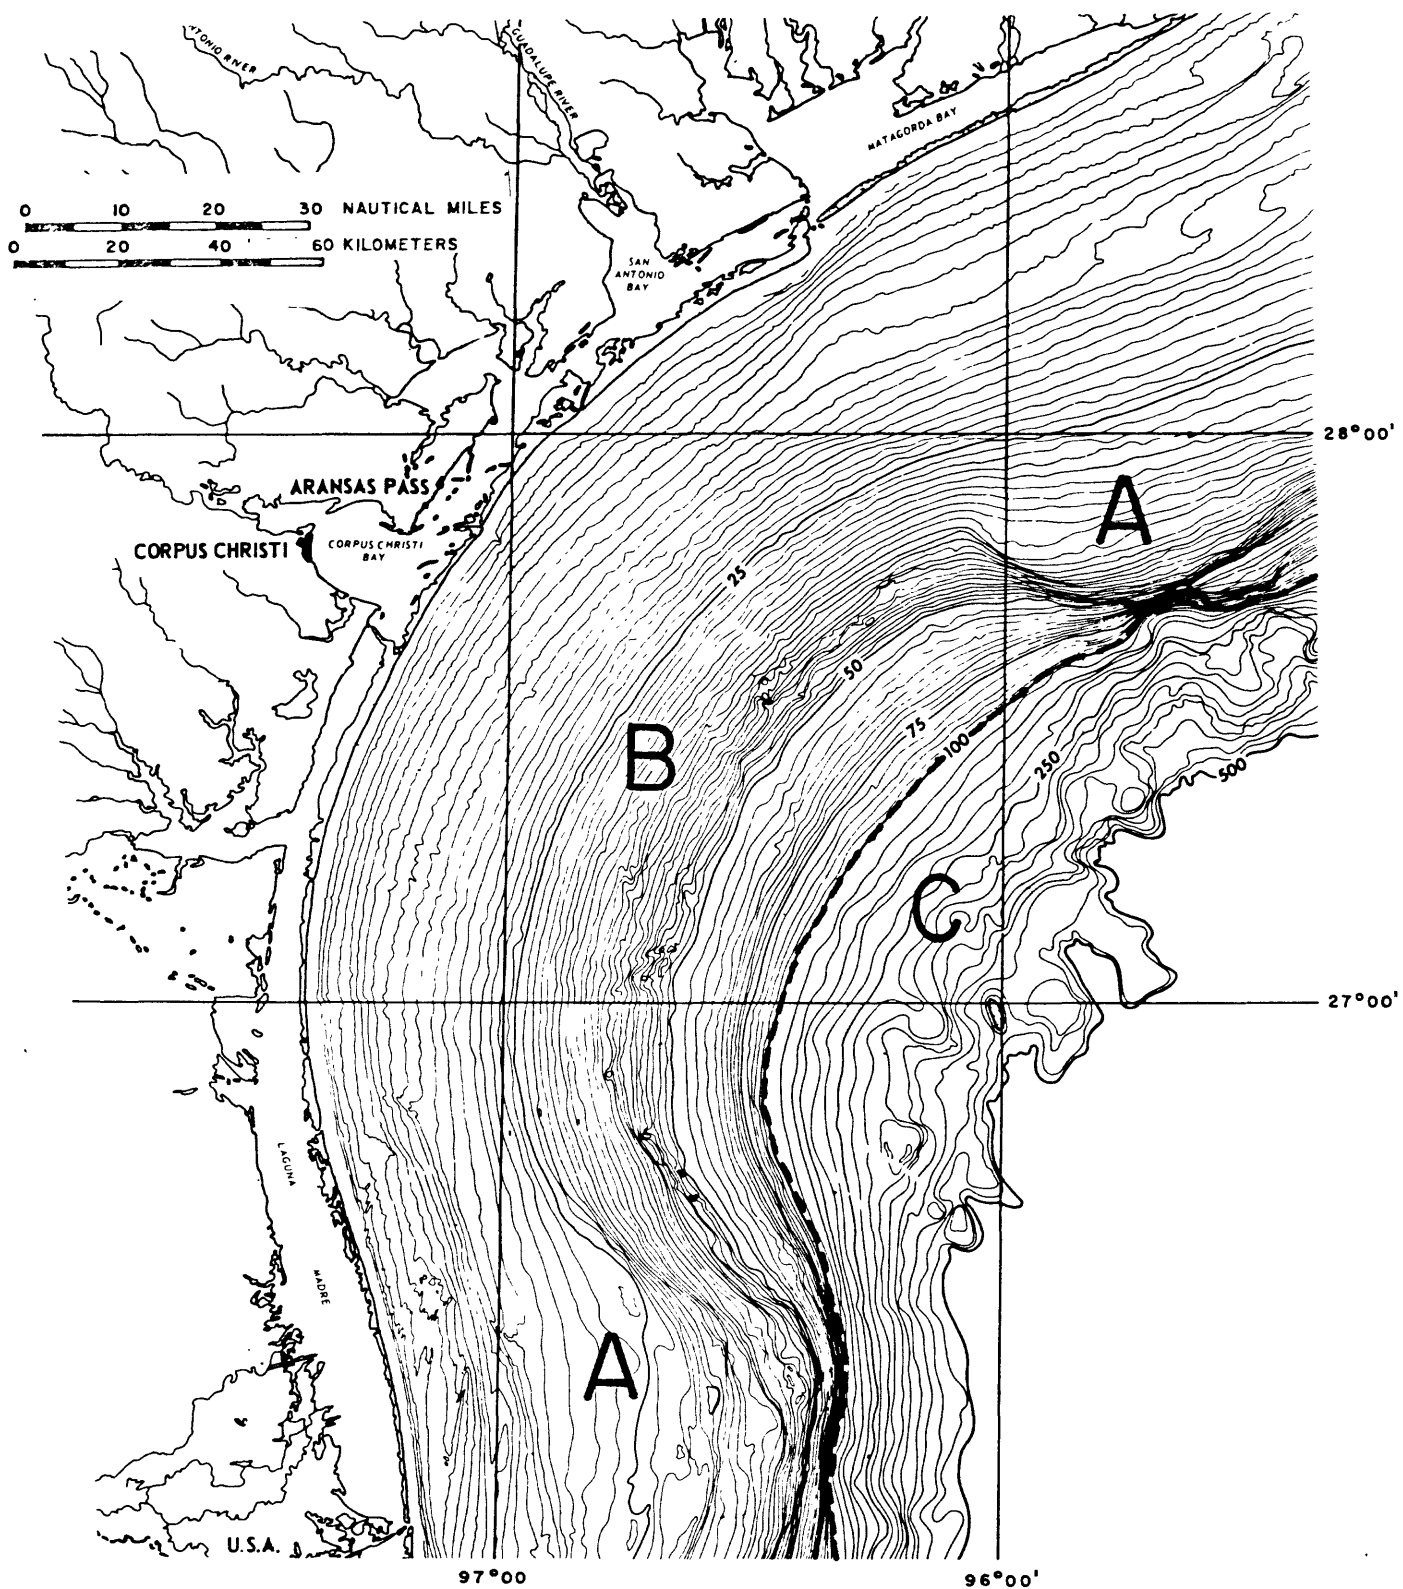 GUADALUPE RIVER
RIVER
MATAGORDA BAY
0 10 20 30 NAUTICAL MILES
0 20 40 60 KILOMETERS
SAN
ANTONIO
BAY
28°00'
A
ARANSAS PASS
CORPUS CHRISTI
CORPUS CHRISTI
BAY
25
50
B
75
100
250
500
C
27°00'
LAGUNA
MADRE
A
U.S.A.
97°00
96°00'